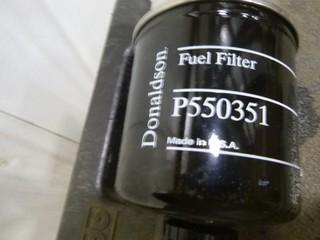 Donaldson.
Fuel Filter
P550351
Made in U.S.A.